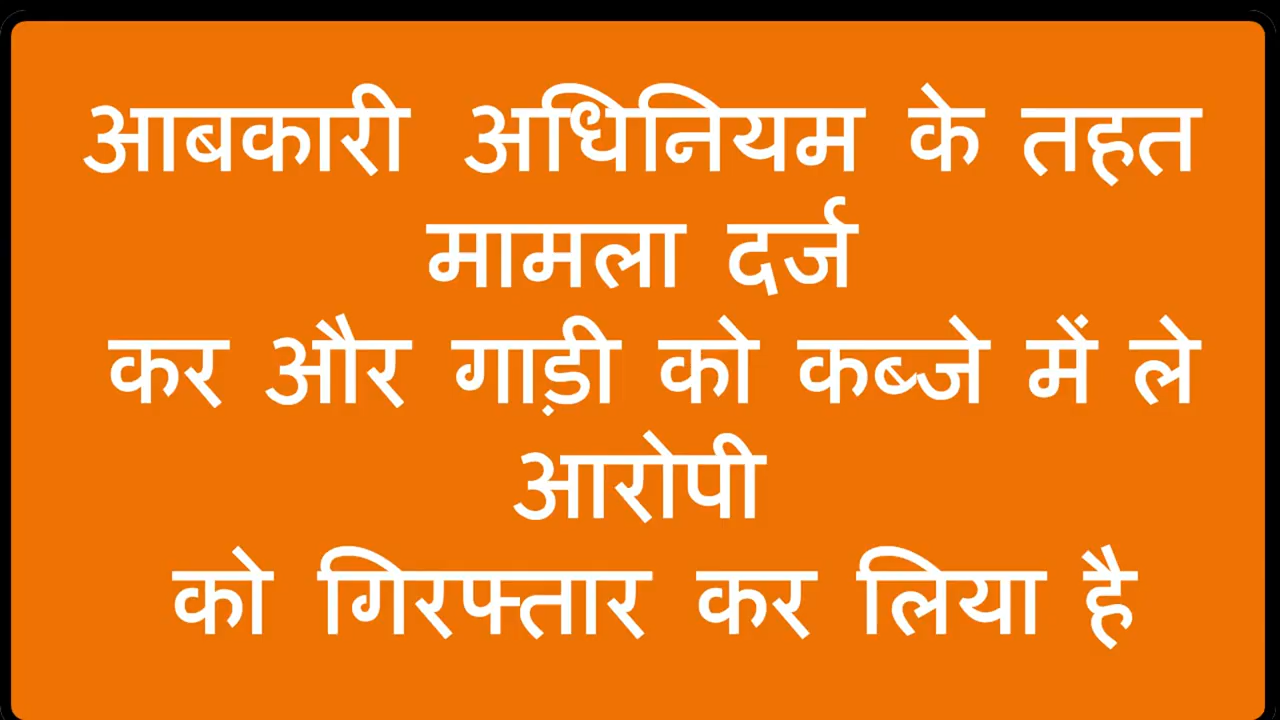 आबकारी अधिनियम के तहत
मामला दर्ज
कर और गाड़ी को कब्जे में ले
आरोपी
को गिरफ्तार कर लिया है